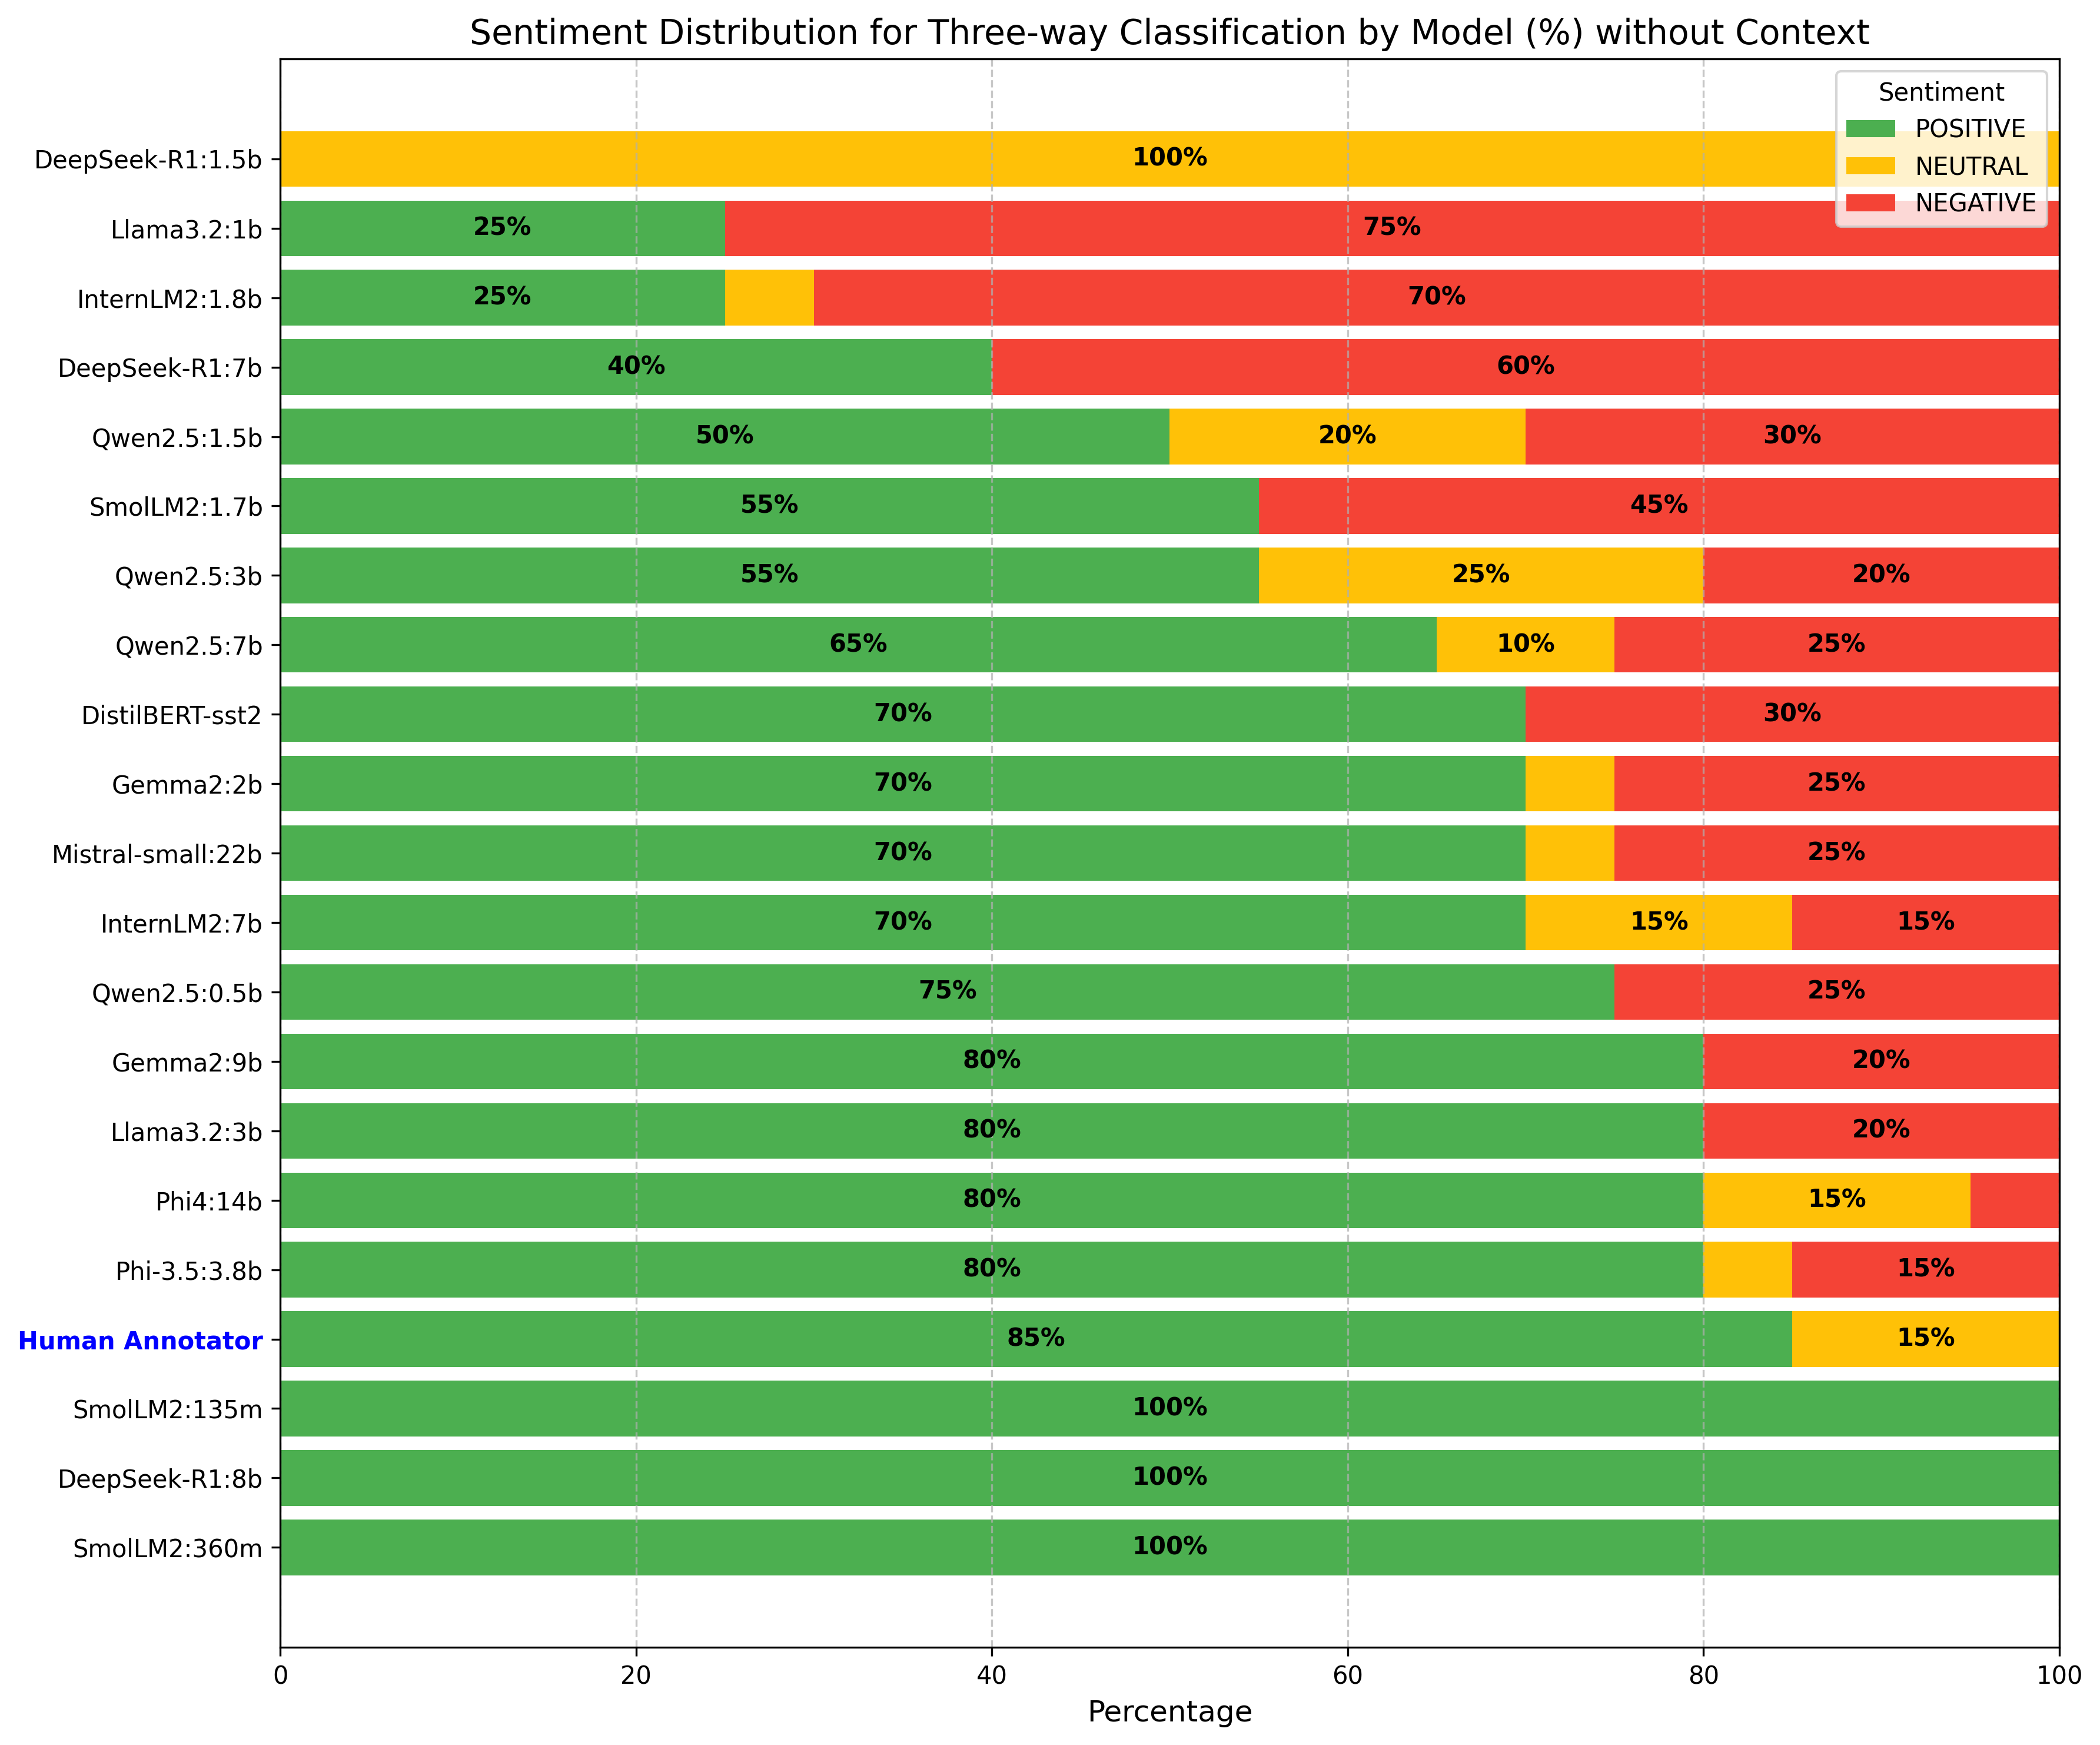 Sentiment Distribution for Three-way Classification by Model (%) without Context
Sentiment
POSITIVE
NEUTRAL
NEGATIVE
DeepSeek-R1:1.5b 100%
Llama3.2:1b 25% 75%
InternLM2:1.8b 25% 70%
DeepSeek-R1:7b 40% 60%
Qwen2.5:1.5b 50% 20% 30%
SmolLM2:1.7b 55% 45%
Qwen2.5:3b 55% 25% 20%
Qwen2.5:7b 65% 10% 25%
DistilBERT-sst2 70% 30%
Gemma2:2b 70% 25%
Mistral-small:22b 70% 25%
InternLM2:7b 70% 15% 15%
Qwen2.5:0.5b 75% 25%
Gemma2:9b 80% 20%
Llama3.2:3b 80% 20%
Phi4:14b 80% 15%
Phi-3.5:3.8b 80% 15%
Human Annotator 85% 15%
SmolLM2:135m 100%
DeepSeek-R1:8b 100%
SmolLM2:360m 100%
0 20 40 60 80 100
Percentage